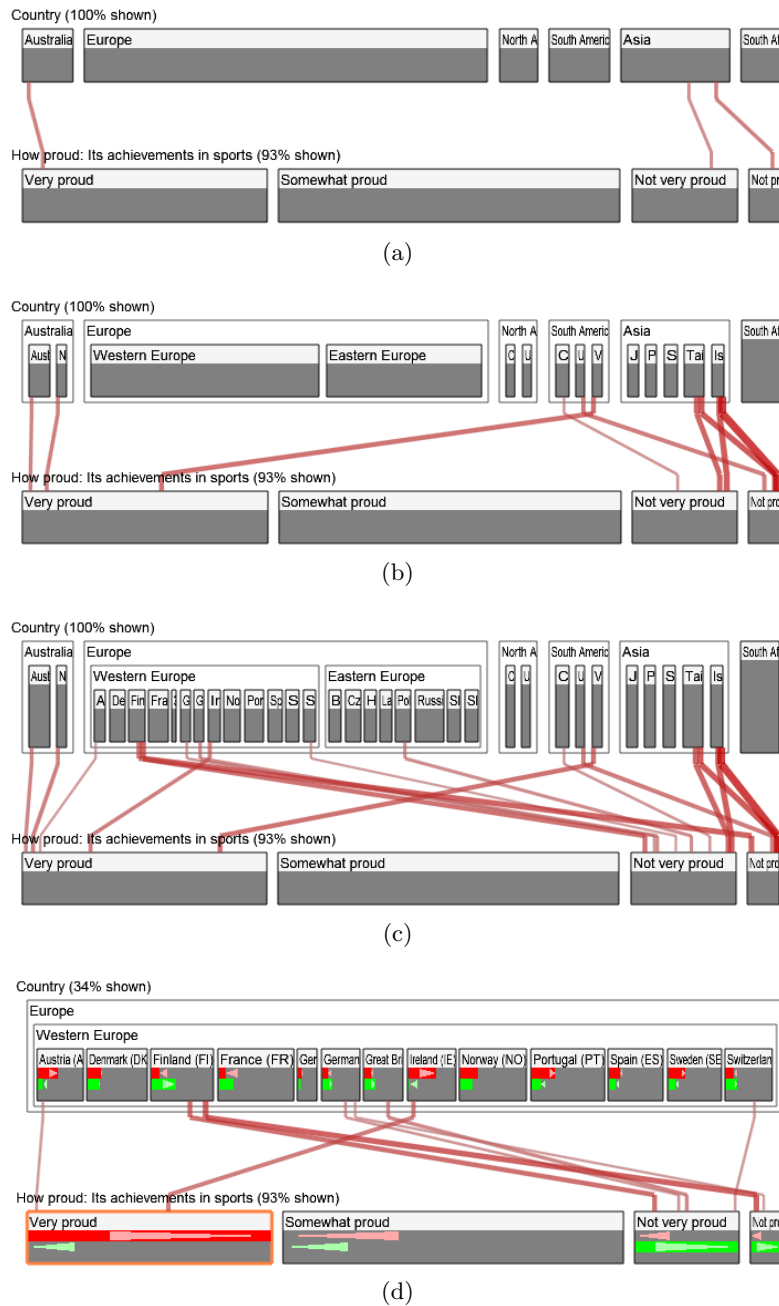 Country (100% shown)
Australia Europe North A South Americ Asia South Af
How proud: Its achievements in sports (93% shown)
Very proud Somewhat proud Not very proud Not pr
(a)
Country (100% shown)
Australia Europe North A South Americ Asia South Af
Aust N Western Europe Eastern Europe C U C U V J P S Tai Is
How proud: Its achievements in sports (93% shown)
Very proud Somewhat proud Not very proud Not pro
(b)
Country (100% shown)
Australia Europe North A South Americ Asia South Af
Aust N Western Europe Eastern Europe C U C U V J P S Tai Is
A De Fin Fra G G Ir No Por Sp S S B Cz H La Pol Russi Sl Sl
How proud: Its achievements in sports (93% shown)
Very proud Somewhat proud Not very proud Not pr
(c)
Country (34% shown)
Europe
Western Europe
Austria (A Denmark (DK Finland (FI) France (FR) Ger German Great Bri Ireland (IE) Norway (NO) Portugal (PT) Spain (ES) Sweden (SE Switzerlan
How proud: Its achievements in sports (93% shown)
Very proud Somewhat proud Not very proud Not pr
(d)